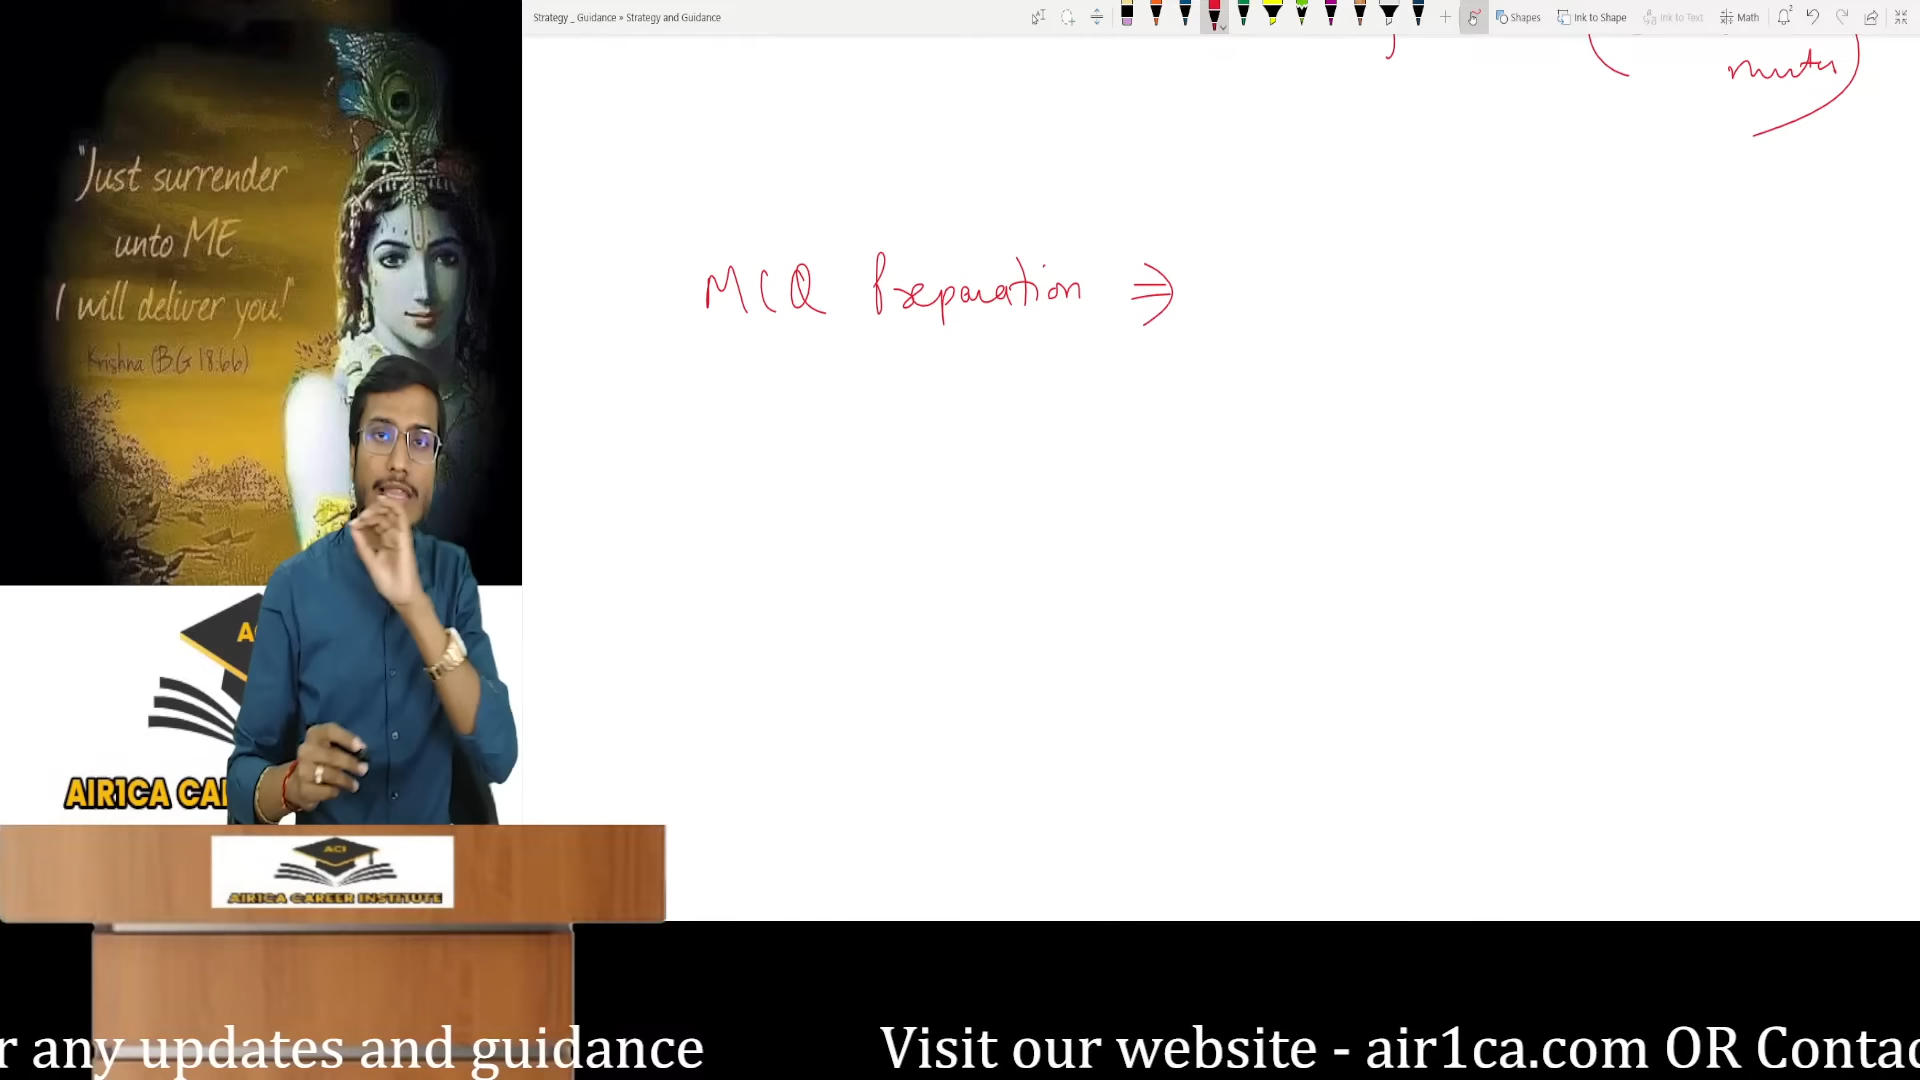 Strategy _ Guidance » Strategy and Guidance
Shapes
Ink to Shape
Ink to Text
Math
"Just surrender
unto ME
I will deliver you!"
Krishna (B.G 18:66)
MCQ Preparation ⇒
AIR1CA CA
ACI
AIR1CA CAREER INSTITUTE
r any updates and guidance
Visit our website - air1ca.com OR Contac